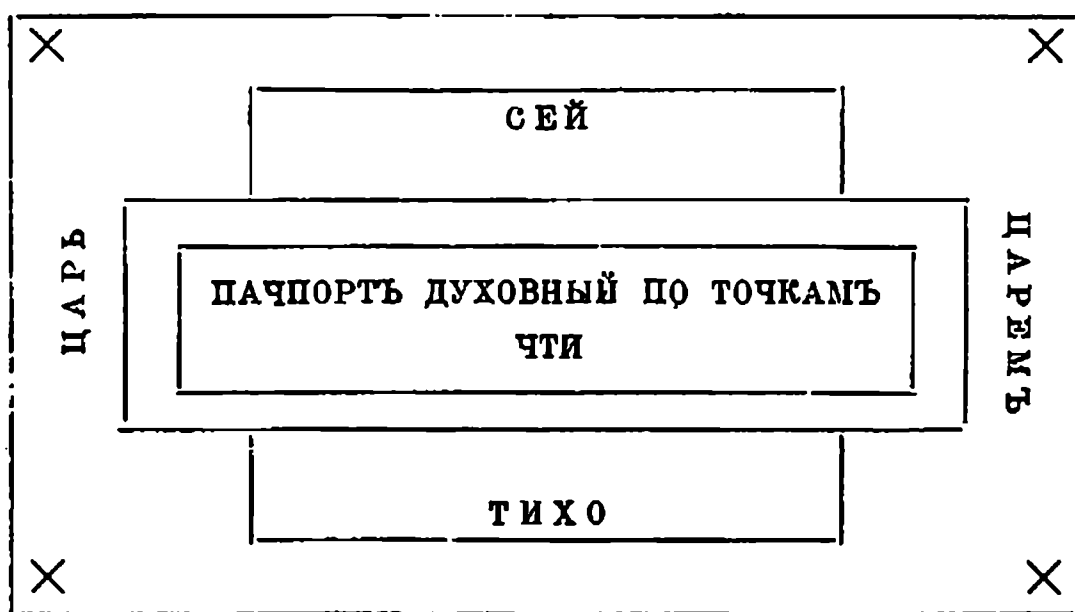 СЕЙ
ЦАРЬ
ПАЧПОРТЪ ДУХОВНЫЙ ПО ТОЧКАМЪ
ЧТИ
ЦАРЕМЪ
ТИХО